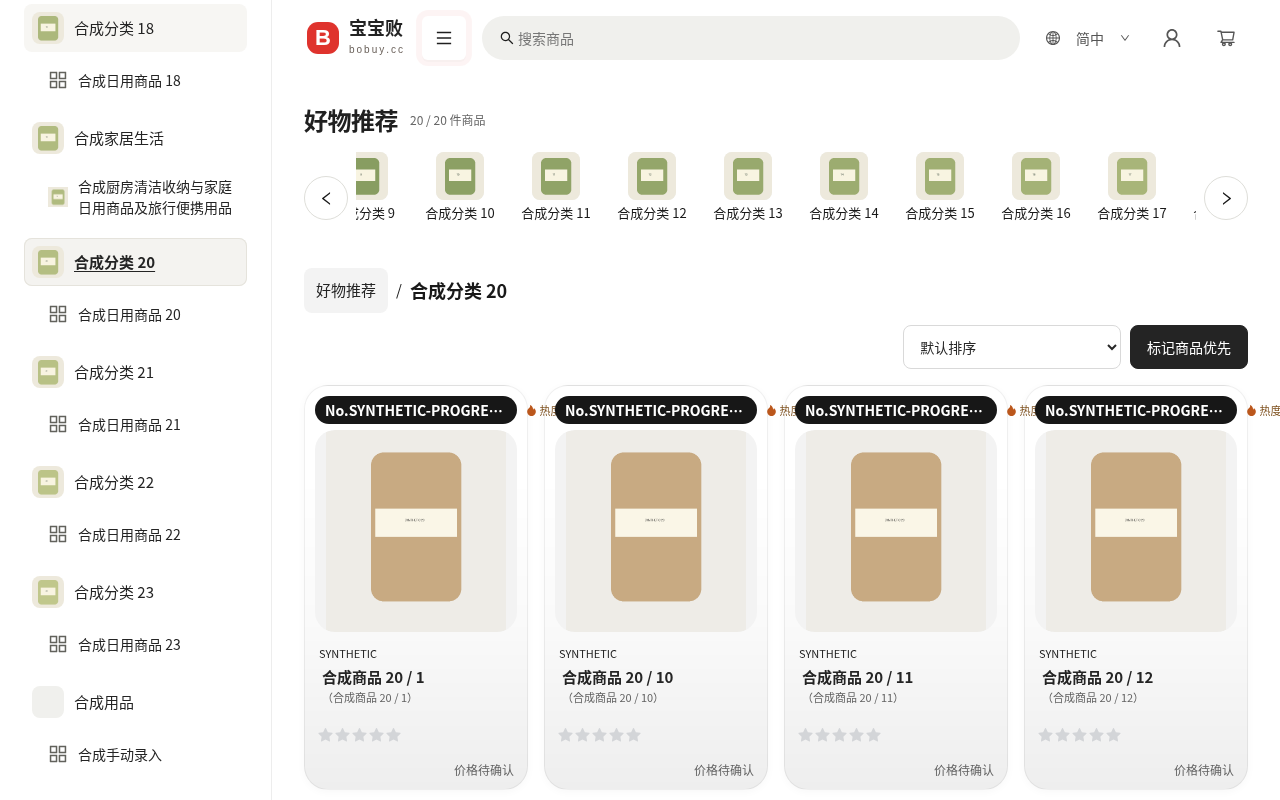 合成分类 18
合成日用商品 18
合成家居生活
合成厨房清洁收纳与家庭
日用商品及旅行便携用品
合成分类 20
合成日用商品 20
合成分类 21
合成日用商品 21
合成分类 22
合成日用商品 22
合成分类 23
合成日用商品 23
合成用品
合成手动录入
B
宝宝败
bobuy.cc
搜索商品
简中
好物推荐
20 / 20 件商品
分类 9
合成分类 10
合成分类 11
合成分类 12
合成分类 13
合成分类 14
合成分类 15
合成分类 16
合成分类 17
好物推荐 / 合成分类 20
默认排序
标记商品优先
No.SYNTHETIC-PROGRE…
热
No.SYNTHETIC-PROGRE…
热
No.SYNTHETIC-PROGRE…
热
No.SYNTHETIC-PROGRE…
热度
SYNTHETIC
合成商品 20 / 1
（合成商品 20 / 1）
价格待确认
SYNTHETIC
合成商品 20 / 10
（合成商品 20 / 10）
价格待确认
SYNTHETIC
合成商品 20 / 11
（合成商品 20 / 11）
价格待确认
SYNTHETIC
合成商品 20 / 12
（合成商品 20 / 12）
价格待确认